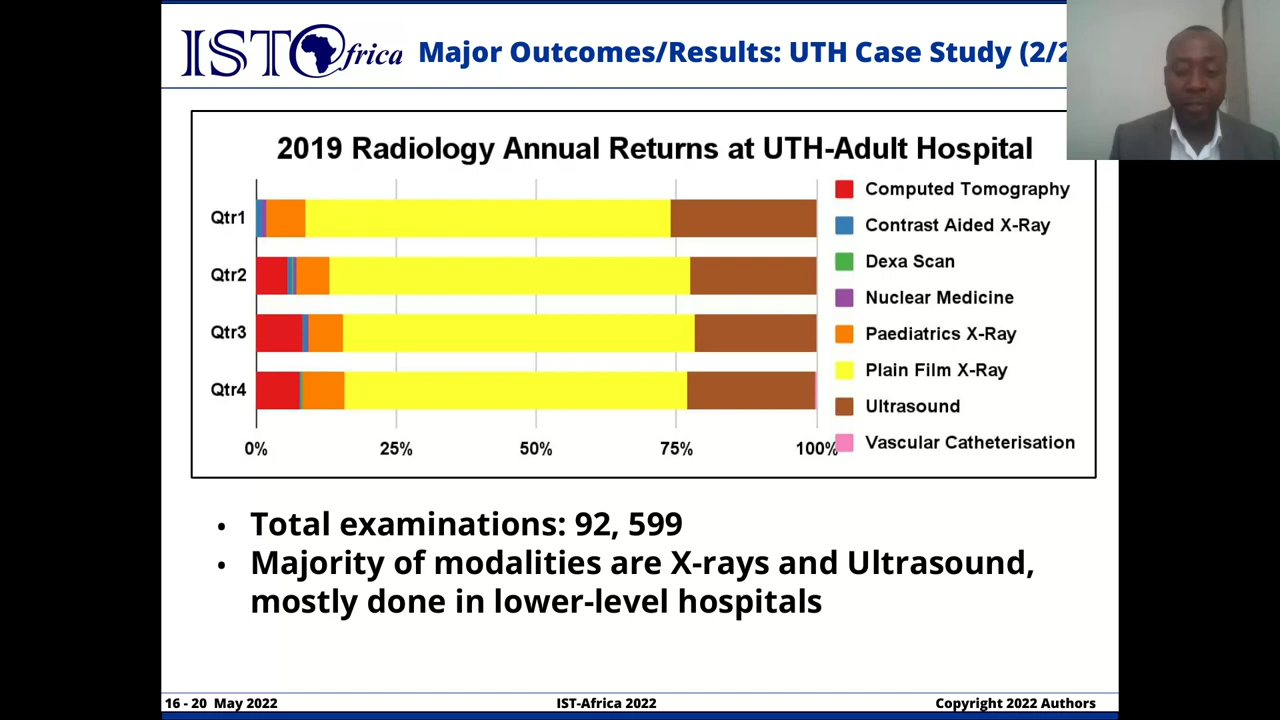 IST Africa
Major Outcomes/Results: UTH Case Study (2/2
2019 Radiology Annual Returns at UTH-Adult Hospital
Qtr1
Qtr2
Qtr3
Qtr4
0% 25% 50% 75% 100%
Computed Tomography
Contrast Aided X-Ray
Dexa Scan
Nuclear Medicine
Paediatrics X-Ray
Plain Film X-Ray
Ultrasound
Vascular Catheterisation
• Total examinations: 92, 599
• Majority of modalities are X-rays and Ultrasound,
mostly done in lower-level hospitals
16 - 20 May 2022 IST-Africa 2022 Copyright 2022 Authors